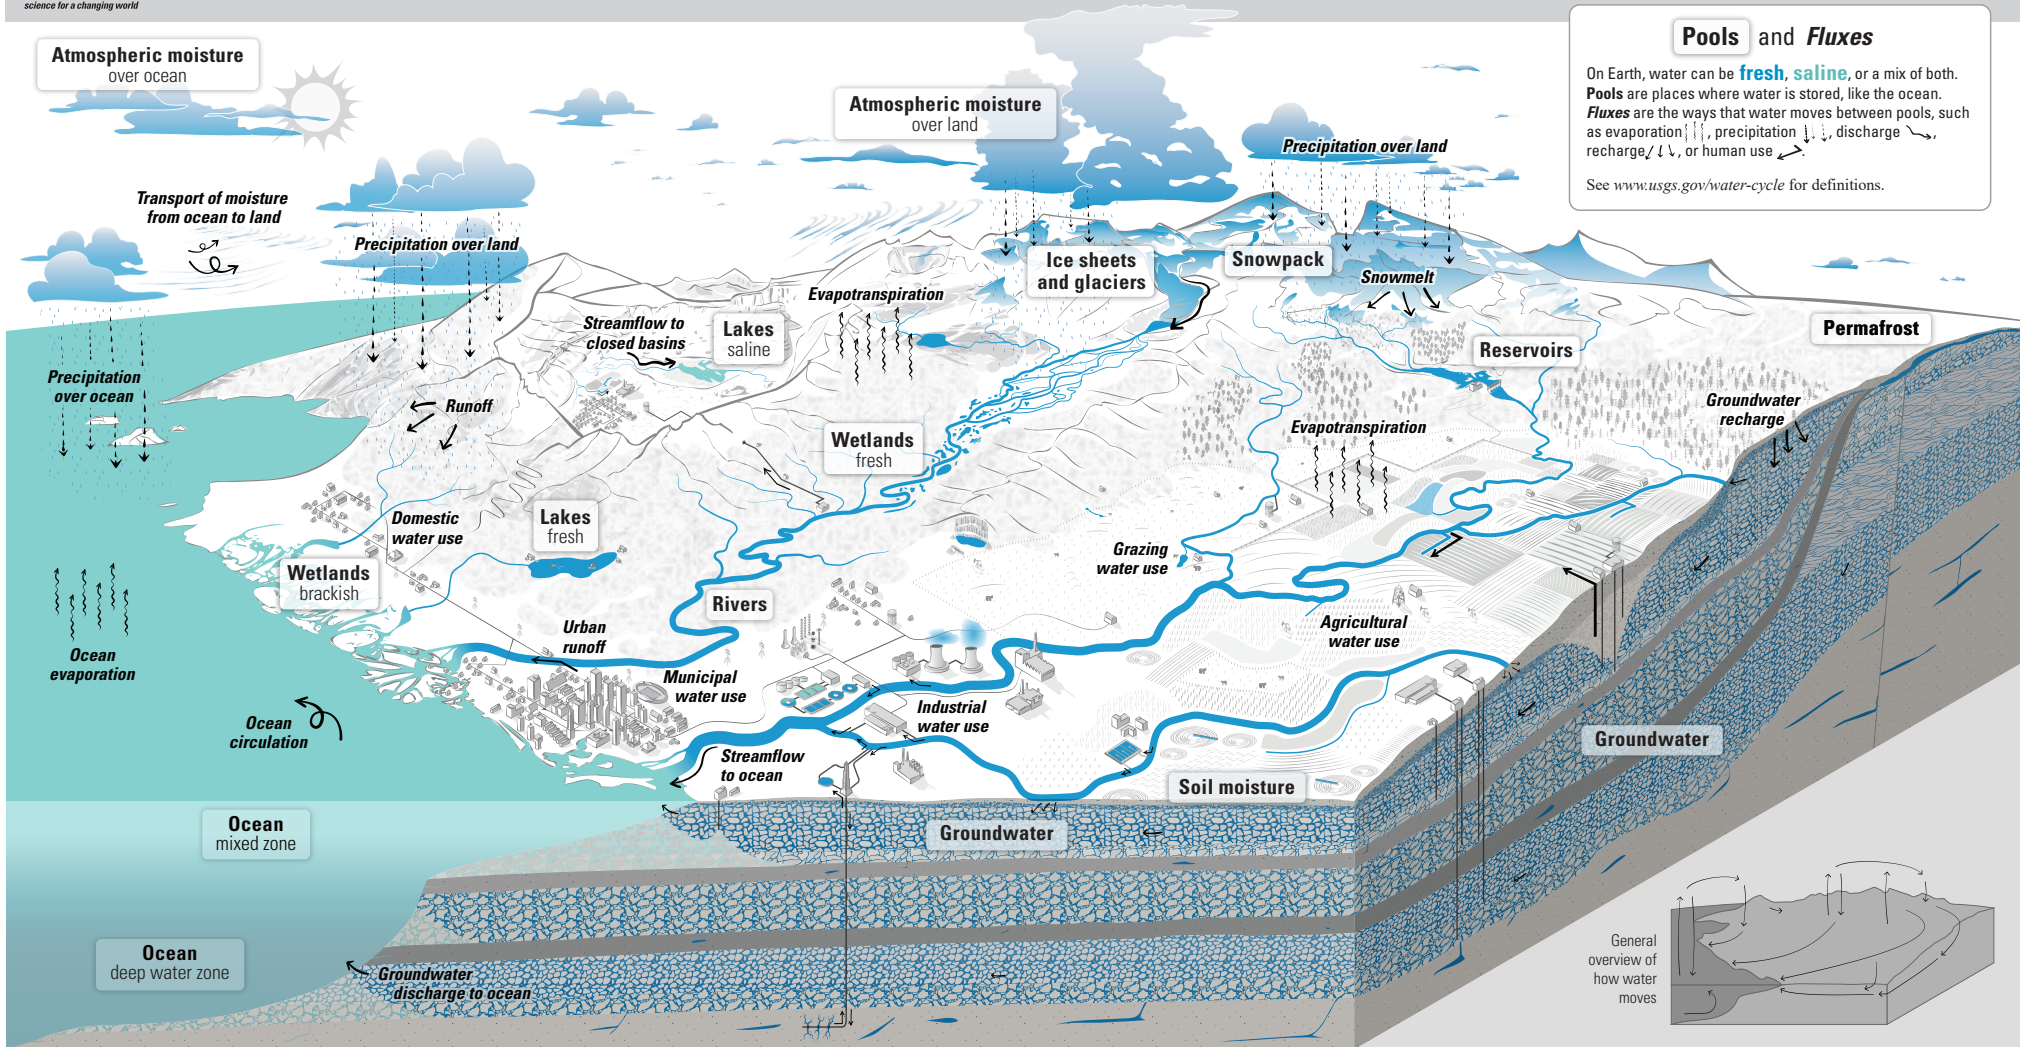 science for a changing world
Atmospheric moisture
over ocean
Atmospheric moisture
over land
Pools and Fluxes
On Earth, water can be fresh, saline, or a mix of both.
Pools are places where water is stored, like the ocean.
Fluxes are the ways that water moves between pools, such
as evaporation, precipitation, discharge,
recharge, or human use.
See www.usgs.gov/water-cycle for definitions.
Precipitation over land
Transport of moisture
from ocean to land
Precipitation over land
Ice sheets
and glaciers
Snowpack
Snowmelt
Evapotranspiration
Streamflow to
closed basins
Lakes
saline
Permafrost
Reservoirs
Precipitation
over ocean
Runoff
Groundwater
recharge
Wetlands
fresh
Evapotranspiration
Domestic
water use
Lakes
fresh
Grazing
water use
Wetlands
brackish
Rivers
Urban
runoff
Agricultural
water use
Ocean
evaporation
Municipal
water use
Industrial
water use
Ocean
circulation
Groundwater
Streamflow
to ocean
Soil moisture
Ocean
mixed zone
Groundwater
Ocean
deep water zone
Groundwater
discharge to ocean
General
overview of
how water
moves